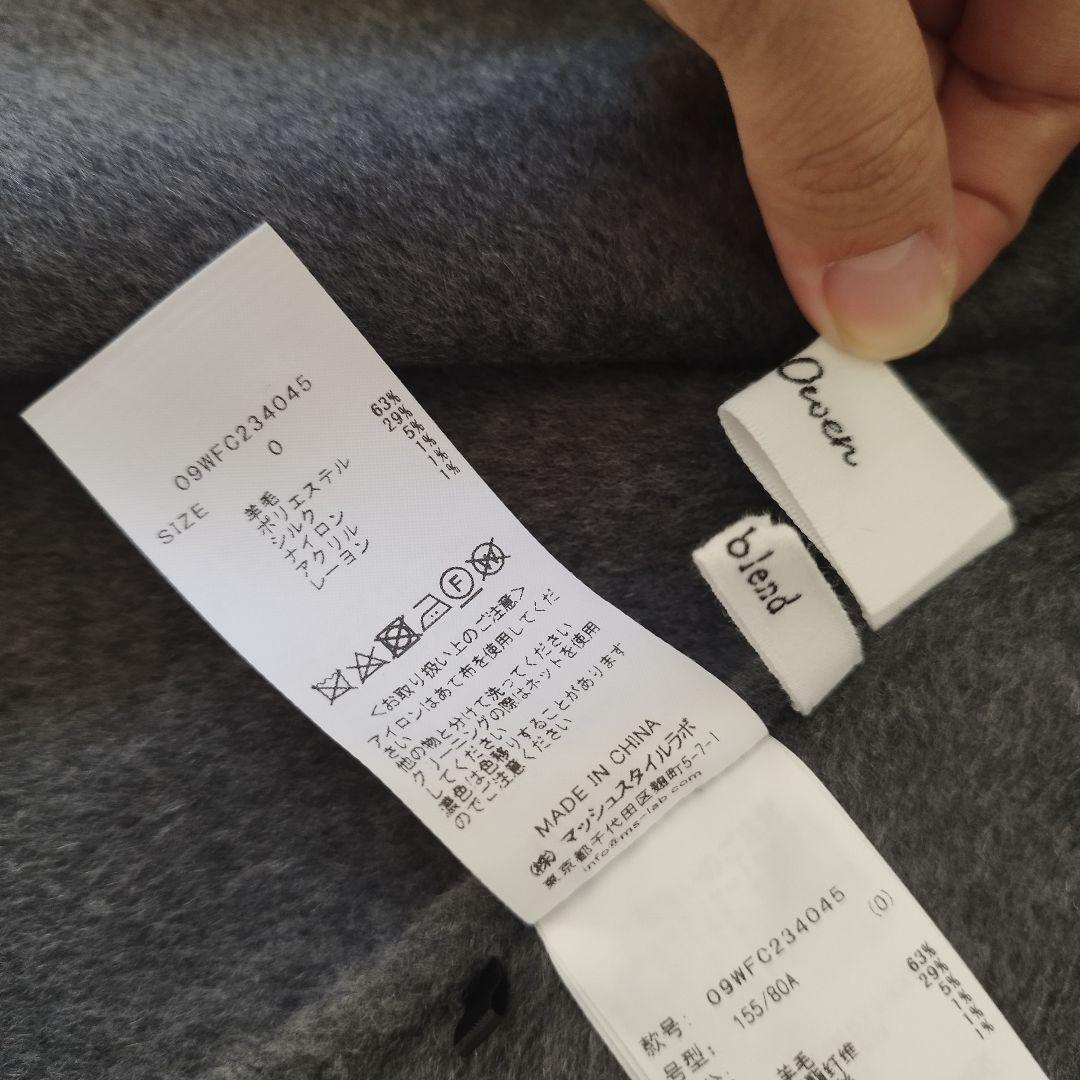 09WFC234045
SIZE 0
羊毛 63%
ポリエステル 29%
シルク 5%
ナイロン 1%
アクリル 1%
レーヨン 1%
F
W
<お取り扱い上のご注意>
アイロンはあて布を使用してくだ
さい
他の物と分けて洗ってください
クリーニングの際はネットを使用
してください
濃色は色移りすることがあります
のでご注意ください
MADE IN CHINA
(株)マッシュスタイルラボ
東京都千代田区麹町5-7-1
info@ms-lab.com
Owen
blend
款号: 09WFC234045 (0)
号型: 155/80A
羊毛 63%
29%
5%
1%
1%
1%